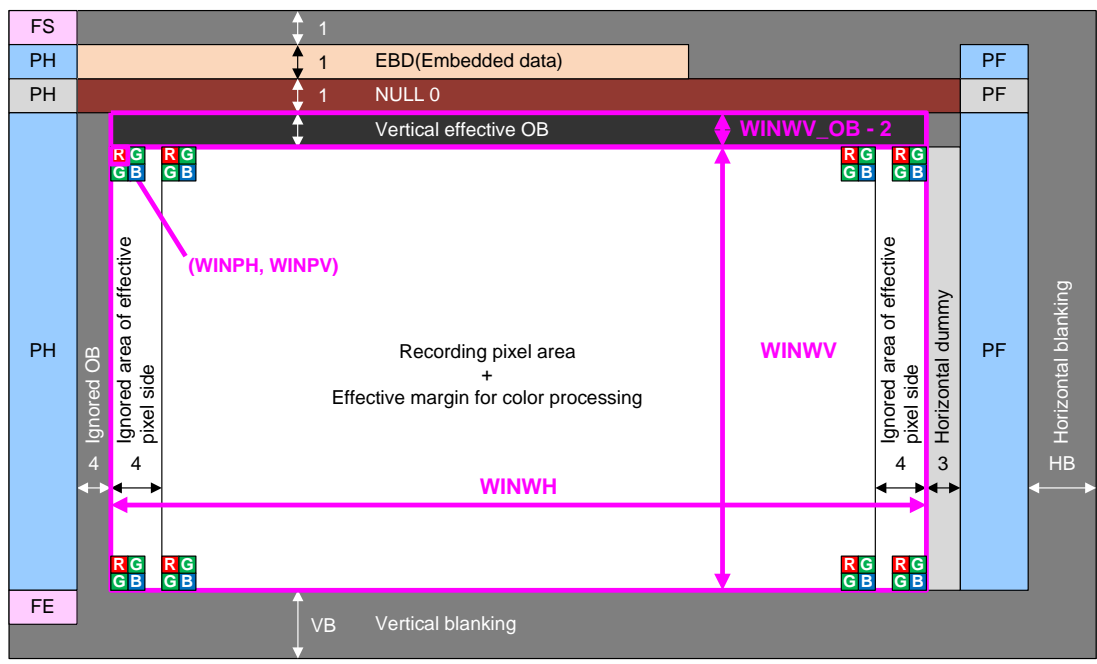 FS
1
PH
1
EBD(Embedded data)
PF
PH
1
NULL 0
PF
Vertical effective OB
WINWV_OB - 2
R G
G B
R G
G B
R G
G B
R G
G B
(WINPH, WINPV)
PH
Ignored OB
4
Ignored area of effective
pixel side
4
Recording pixel area
+
Effective margin for color processing
WINWV
WINWH
Ignored area of effective
pixel side
4
Horizontal dummy
3
PF
Horizontal blanking
HB
R G
G B
R G
G B
R G
G B
R G
G B
FE
VB
Vertical blanking